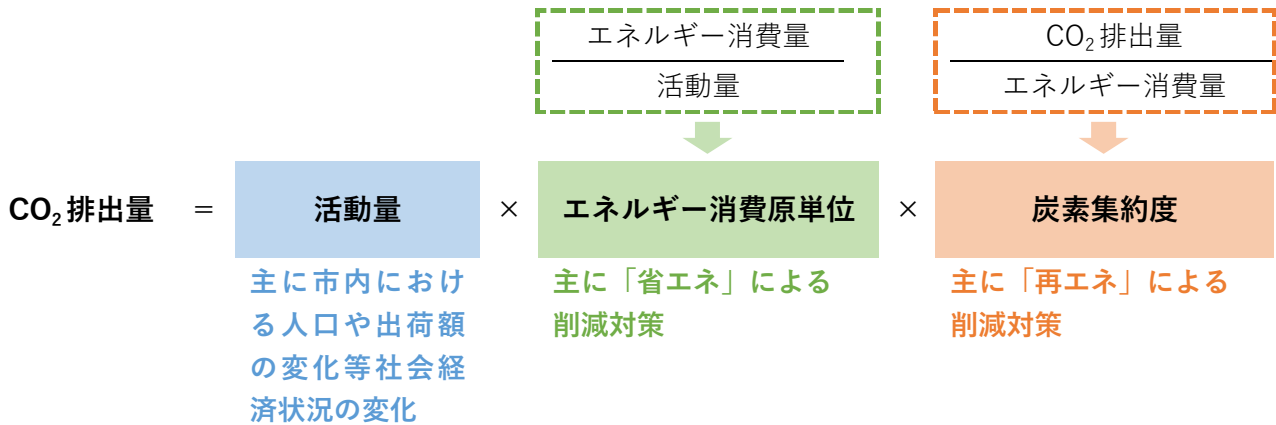 エネルギー消費量
活動量
CO₂排出量
エネルギー消費量
CO₂排出量 = 活動量 × エネルギー消費原単位 × 炭素集約度
主に市内におけ
る人口や出荷額
の変化等社会経
済状況の変化
主に「省エネ」による
削減対策
主に「再エネ」による
削減対策